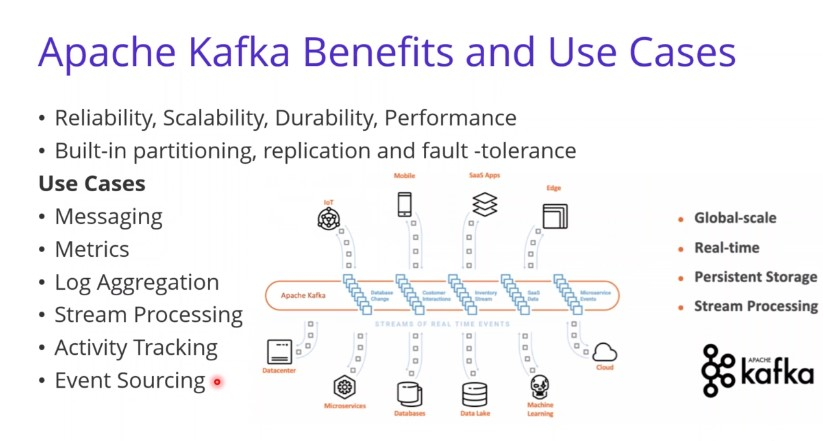 Apache Kafka Benefits and Use Cases
• Reliability, Scalability, Durability, Performance
• Built-in partitioning, replication and fault -tolerance
Use Cases
• Messaging
• Metrics
• Log Aggregation
• Stream Processing
• Activity Tracking
• Event Sourcing
IoT
Mobile
SaaS Apps
Edge
Apache Kafka
Database
Change
Customer
Interactions
Inventory
Stream
SaaS
Data
Microservice
Events
STREAMS OF REAL TIME EVENTS
Datacenter
Microservices
Databases
Data Lake
Machine
Learning
Cloud
• Global-scale
• Real-time
• Persistent Storage
• Stream Processing
APACHE
kafka